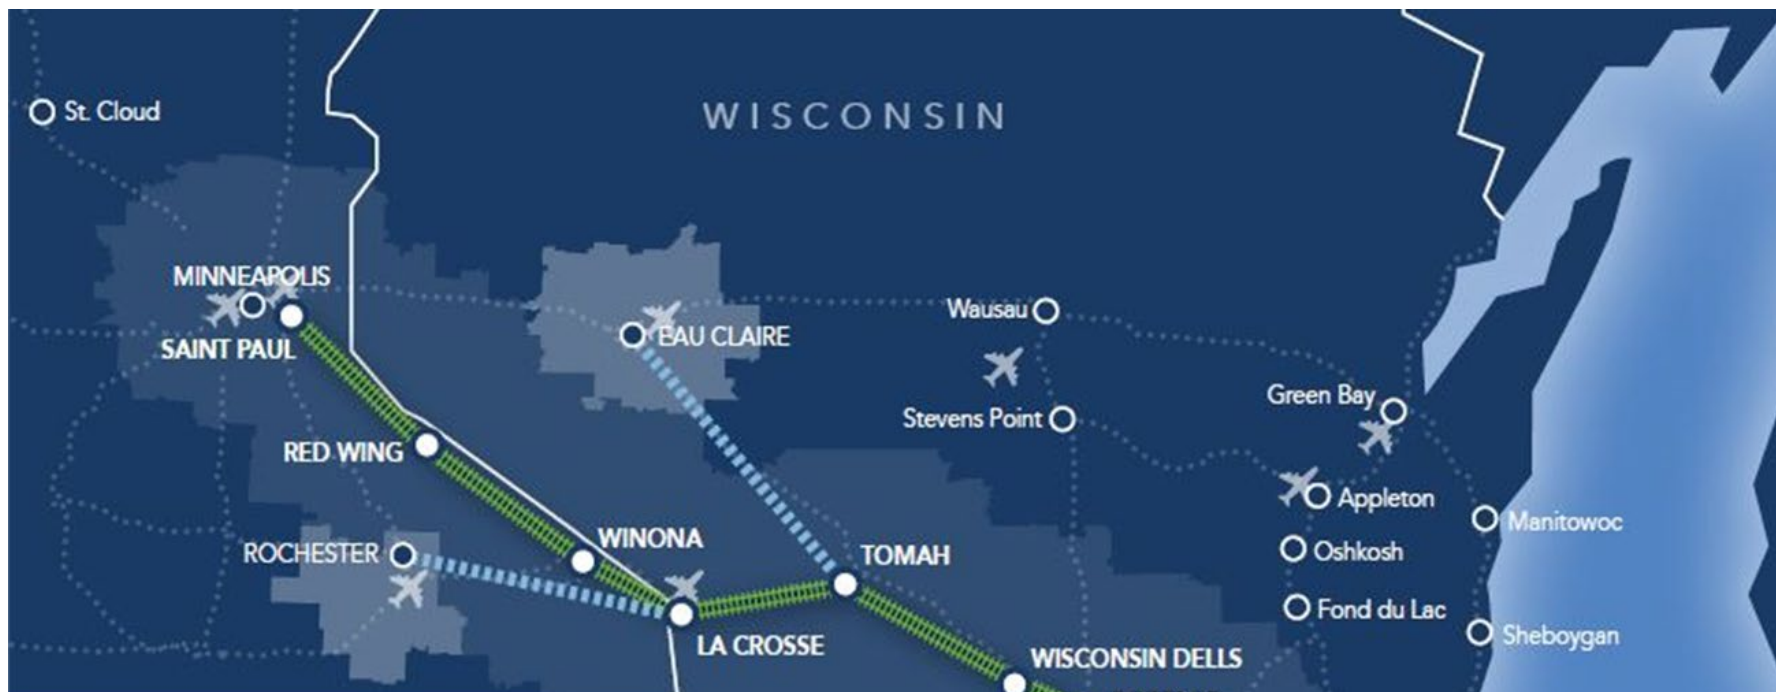 WISCONSIN
St. Cloud
MINNEAPOLIS
SAINT PAUL
EAU CLAIRE
Wausau
Stevens Point
Green Bay
RED WING
Appleton
Manitowoc
ROCHESTER
WINONA
TOMAH
Oshkosh
Fond du Lac
LA CROSSE
Sheboygan
WISCONSIN DELLS